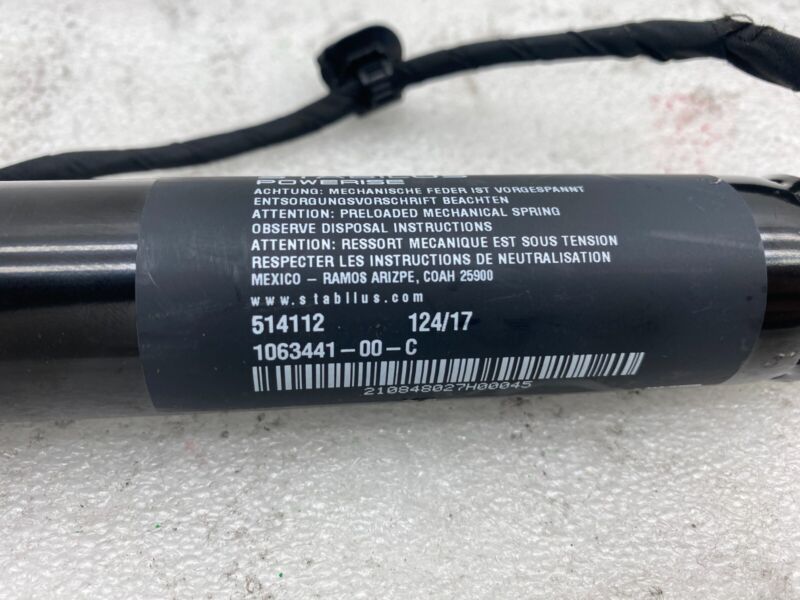 POWERISE
ACHTUNG: MECHANISCHE FEDER IST VORGESPANNT
ENTSORGUNGSVORSCHRIFT BEACHTEN
ATTENTION: PRELOADED MECHANICAL SPRING
OBSERVE DISPOSAL INSTRUCTIONS
ATTENTION: RESSORT MECANIQUE EST SOUS TENSION
RESPECTER LES INSTRUCTIONS DE NEUTRALISATION
MEXICO – RAMOS ARIZPE, COAH 25900
www.stabilus.com
514112 124/17
1063441-00-C
210848027H00045